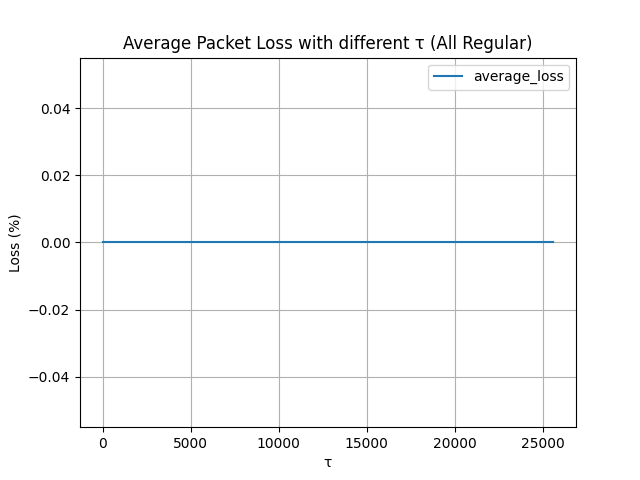 Average Packet Loss with different τ (All Regular)
average_loss
0.04
0.02
0.00
−0.02
−0.04
Loss (%)
0 5000 10000 15000 20000 25000
τ